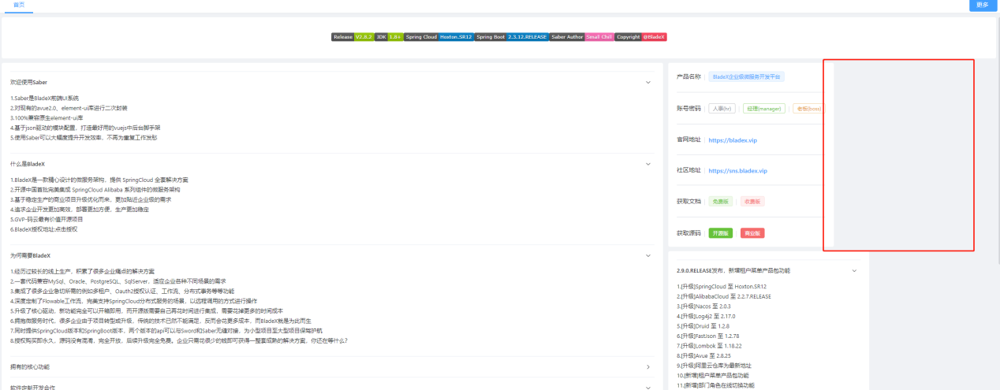 首页
更多
Release V2.8.2 JDK 1.8+ Spring Cloud Hoxton.SR12 Spring Boot 2.3.12.RELEASE Saber Author Small Chill Copyright @BladeX
欢迎使用Saber
1.Saber是BladeX前端UI系统
2.对现有的avue2.0、element-ui库进行二次封装
3.100%兼容原生element-ui库
4.基于json驱动的模块配置，打造最好用的vuejs中后台脚手架
5.使用Saber可以大幅度提升开发效率，不再为重复工作发愁
什么是BladeX
1.BladeX是一款精心设计的微服务架构，提供 SpringCloud 全套解决方案
2.开源中国首批完美集成 SpringCloud Alibaba 系列组件的微服务架构
3.基于稳定生产的商业项目升级优化而来，更加贴近企业级的需求
4.追求企业开发更加高效，部署更加方便，生产更加稳定
5.GVP-码云最有价值开源项目
6.BladeX授权地址:点击授权
为何需要BladeX
1.经历过较长的线上生产，积累了很多企业痛点的解决方案
2.一套代码兼容MySql、Oracle、PostgreSQL、SqlServer，适应企业各种不同场景的需求
3.集成了很多企业急切所需的例如多租户、Oauth2授权认证、工作流、分布式事务等等功能
4.深度定制了Flowable工作流，完美支持SpringCloud分布式服务的场景，以远程调用的方式进行操作
5.升级了核心驱动，新功能完全可以开箱即用，而开源版需要自己再花时间进行集成，需要花掉更多的时间成本
6.拥抱微服务时代，很多企业由于项目转型或升级，传统的技术已然不能满足，反而会花更多成本，而BladeX就是为此而生
7.同时提供SpringCloud版本和SpringBoot版本，两个版本的api可以与Sword和Saber无缝对接，为小型项目至大型项目保驾护航
8.授权购买即永久，源码没有混淆，完全开放，后续升级完全免费。企业只需花很少的钱即可获得一整套成熟的解决方案，你还在等什么？
拥有的核心功能
软件定制开发合作
产品名称 BladeX企业级微服务开发平台
账号密码 人事(hr) 经理(manager) 老板(boss)
官网地址 https://bladex.vip
社区地址 https://sns.bladex.vip
获取文档 免费版 收费版
获取源码 开源版 商业版
2.9.0.RELEASE发布，新增租户菜单产品包功能
1.[升级]SpringCloud 至 Hoxton.SR12
2.[升级]AlibabaCloud 至 2.2.7.RELEASE
3.[升级]Nacos 至 2.0.3
4.[升级]Log4j2 至 2.17.0
5.[升级]Druid 至 1.2.8
6.[升级]FastJson 至 1.2.78
7.[升级]Lombok 至 1.18.22
8.[升级]Avue 至 2.8.25
9.[升级]阿里云仓库为最新地址
10.[新增]租户菜单产品包功能
11.[新增]部门角色在线切换功能